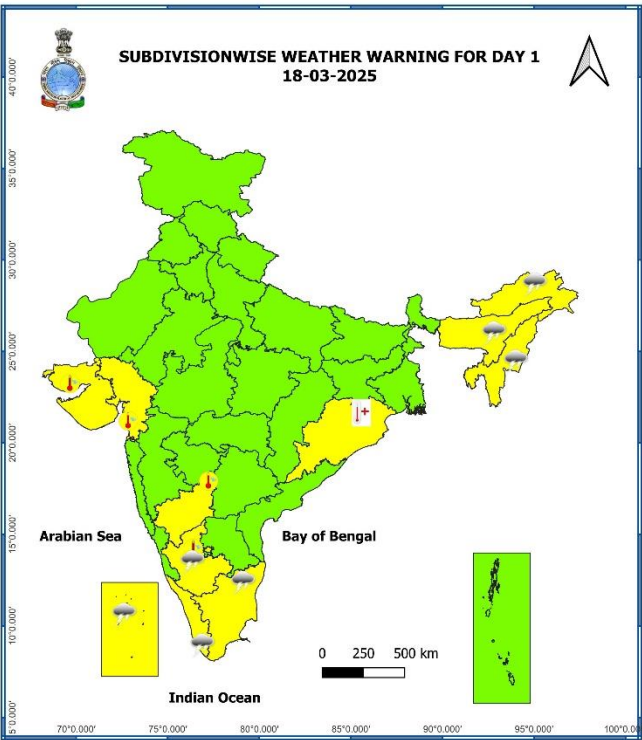 SUBDIVISIONWISE WEATHER WARNING FOR DAY 1
18-03-2025
40°0.000'
35°0.000'
30°0.000'
25°0.000'
20°0.000'
15°0.000'
10°0.000'
5°0.000'
Arabian Sea
Bay of Bengal
0 250 500 km
Indian Ocean
70°0.000' 75°0.000' 80°0.000' 85°0.000' 90°0.000' 95°0.000' 100°0.00